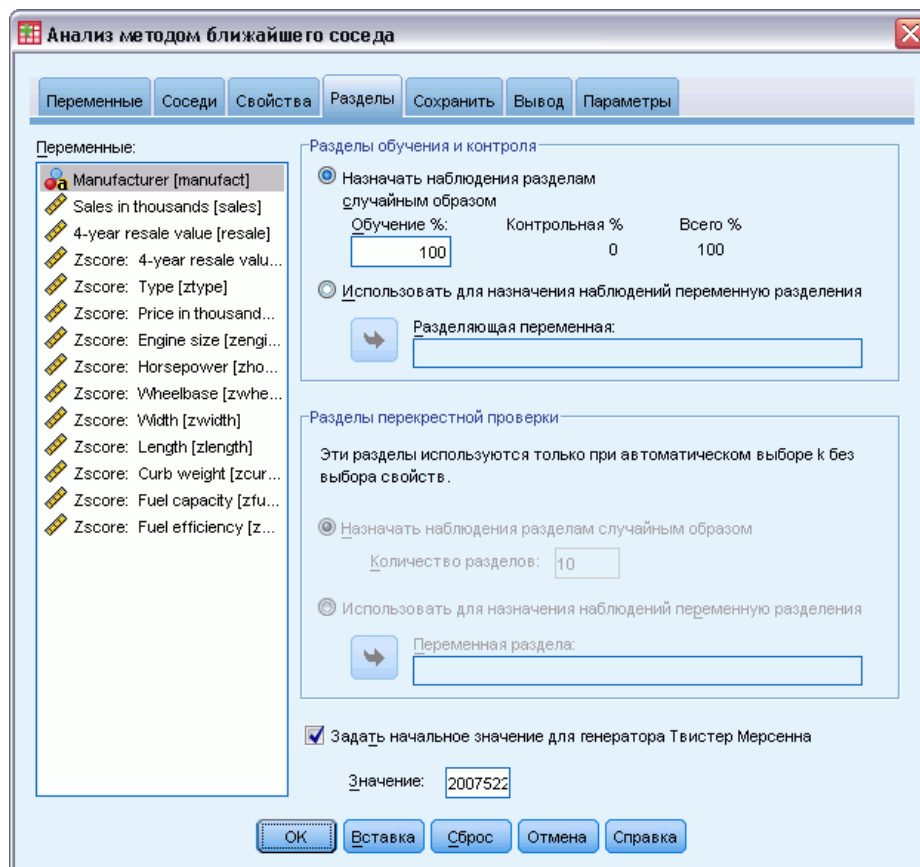 Анализ методом ближайшего соседа
Переменные Соседи Свойства Разделы Сохранить Вывод Параметры
Переменные:
Manufacturer [manufact]
Sales in thousands [sales]
4-year resale value [resale]
Zscore: 4-year resale valu...
Zscore: Type [ztype]
Zscore: Price in thousand...
Zscore: Engine size [zengi...
Zscore: Horsepower [zho...
Zscore: Wheelbase [zwhe...
Zscore: Width [zwidth]
Zscore: Length [zlength]
Zscore: Curb weight [zcur...
Zscore: Fuel capacity [zfu...
Zscore: Fuel efficiency [z...
Разделы обучения и контроля
Назначать наблюдения разделам
случайным образом
Обучение %: Контрольная % Всего %
100 0 100
Использовать для назначения наблюдений переменную разделения
Разделяющая переменная:
Разделы перекрестной проверки
Эти разделы используются только при автоматическом выборе k без
выбора свойств.
Назначать наблюдения разделам случайным образом
Количество разделов: 10
Использовать для назначения наблюдений переменную разделения
Переменная раздела:
Задать начальное значение для генератора Твистер Мерсенна
Значение: 2007522
OK Вставка Сброс Отмена Справка